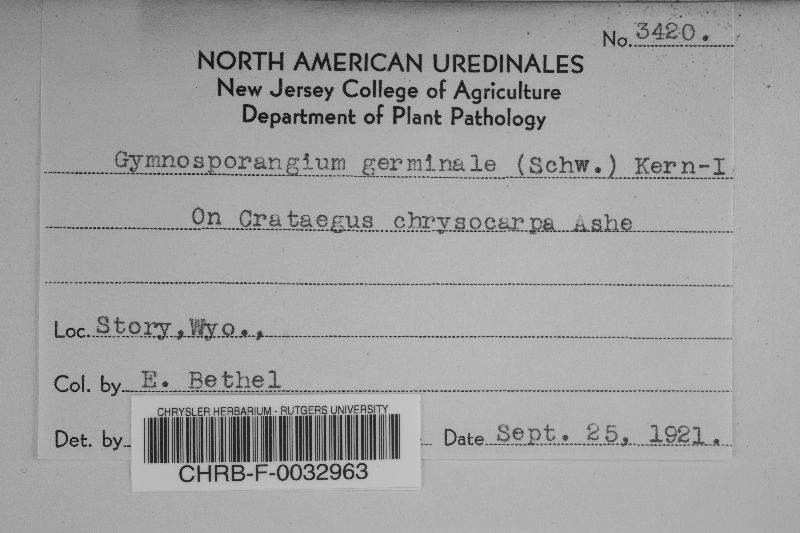 No. 3420.
NORTH AMERICAN UREDINALES
New Jersey College of Agriculture
Department of Plant Pathology
Gymnosporangium germinale (Schw.) Kern-I
On Crataegus chrysocarpa Ashe
Loc. Story, Wyo.,
Col. by E. Bethel
CHRYSLER HERBARIUM - RUTGERS UNIVERSITY
Det. by
Date Sept. 25, 1921.
CHRB-F-0032963